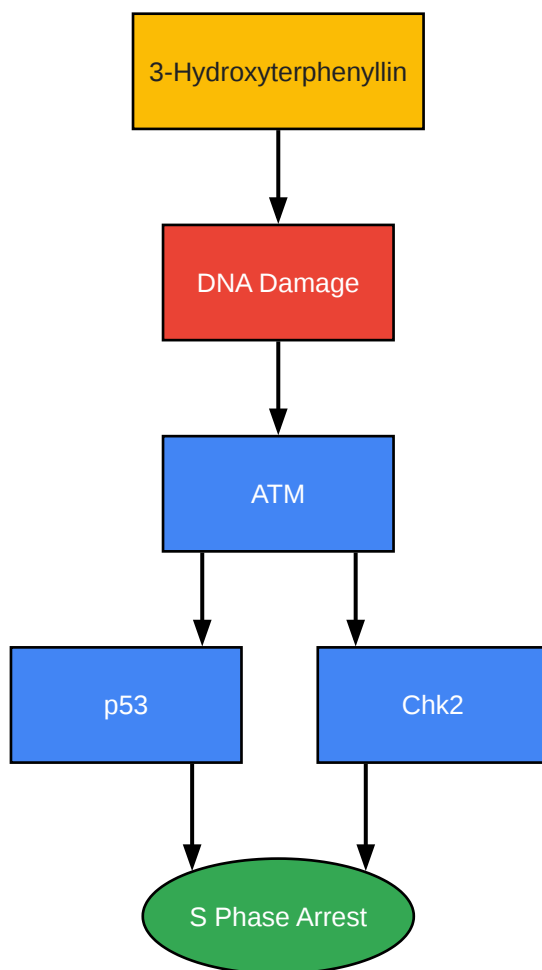 3-Hydroxyterphenyllin
DNA Damage
ATM
p53
Chk2
S Phase Arrest